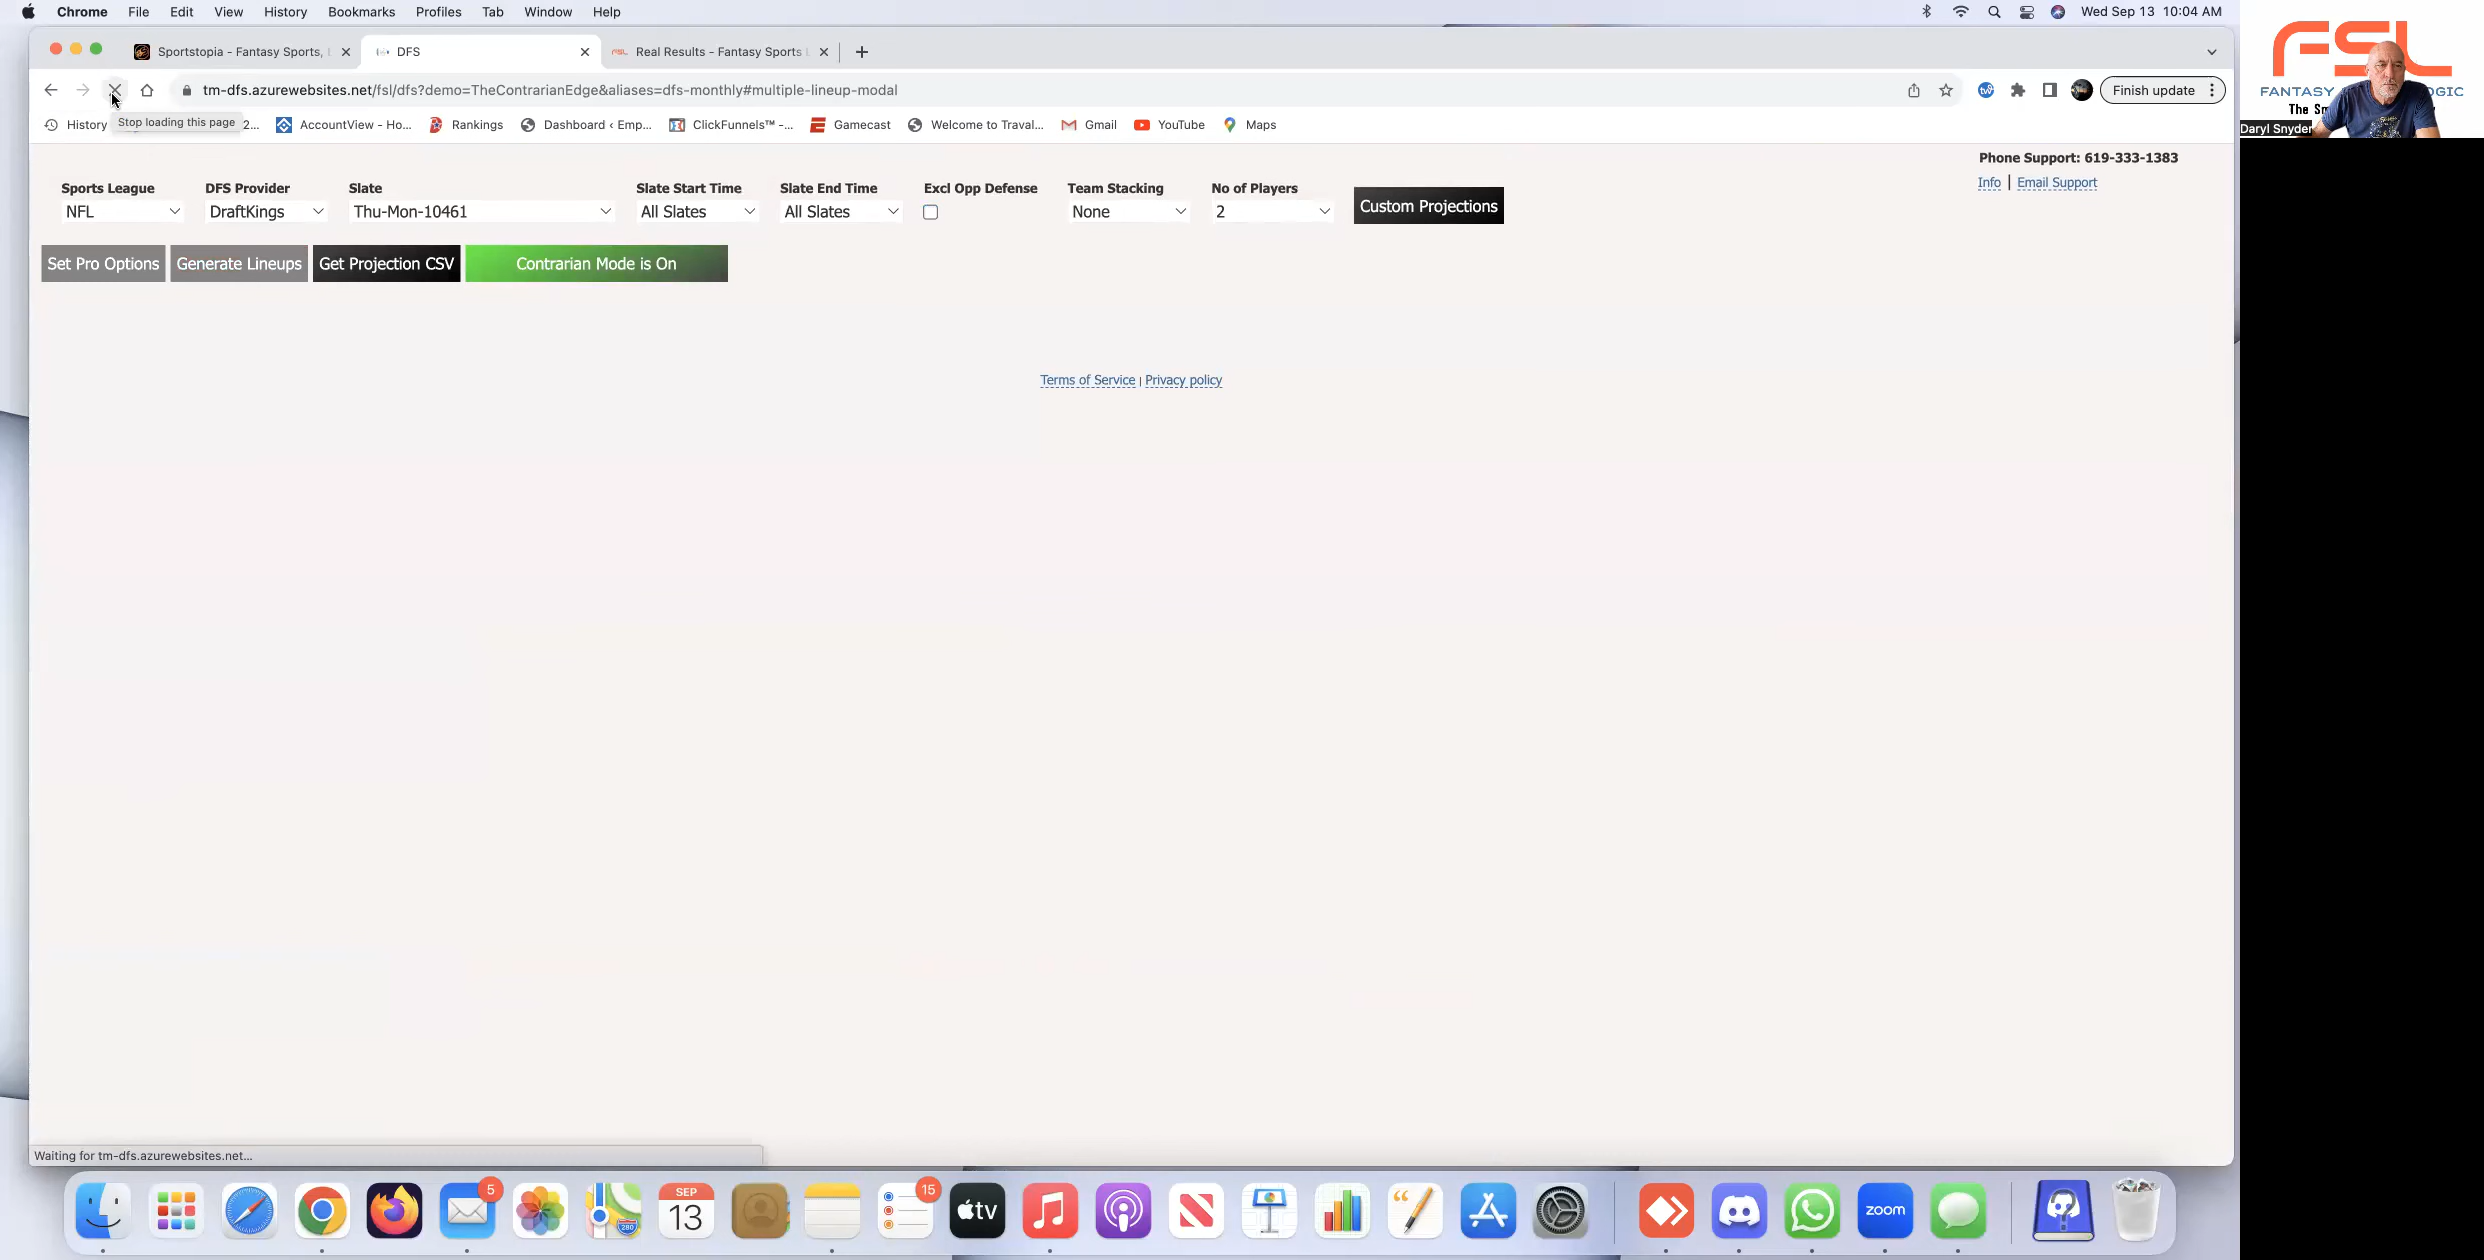 Chrome File Edit View History Bookmarks Profiles Tab Window Help
Wed Sep 13 10:04 AM
Sportstopia - Fantasy Sports,
DFS
Real Results - Fantasy Sports
tm-dfs.azurewebsites.net/fsl/dfs?demo=TheContrarianEdge&aliases=dfs-monthly#multiple-lineup-modal
Finish update
History
2...
AccountView - Ho...
Rankings
Dashboard ‹ Emp...
ClickFunnels™ -...
Gamecast
Welcome to Traval...
Gmail
YouTube
Maps
Stop loading this page
Phone Support: 619-333-1383
Info | Email Support
Sports League DFS Provider Slate Slate Start Time Slate End Time Excl Opp Defense Team Stacking No of Players
NFL DraftKings Thu-Mon-10461 All Slates All Slates None 2
Custom Projections
Set Pro Options Generate Lineups Get Projection CSV Contrarian Mode is On
Terms of Service | Privacy policy
Waiting for tm-dfs.azurewebsites.net...
5
SEP
13
15
tv
280
zoom
FSL
FANTASY
The
Daryl Snyder